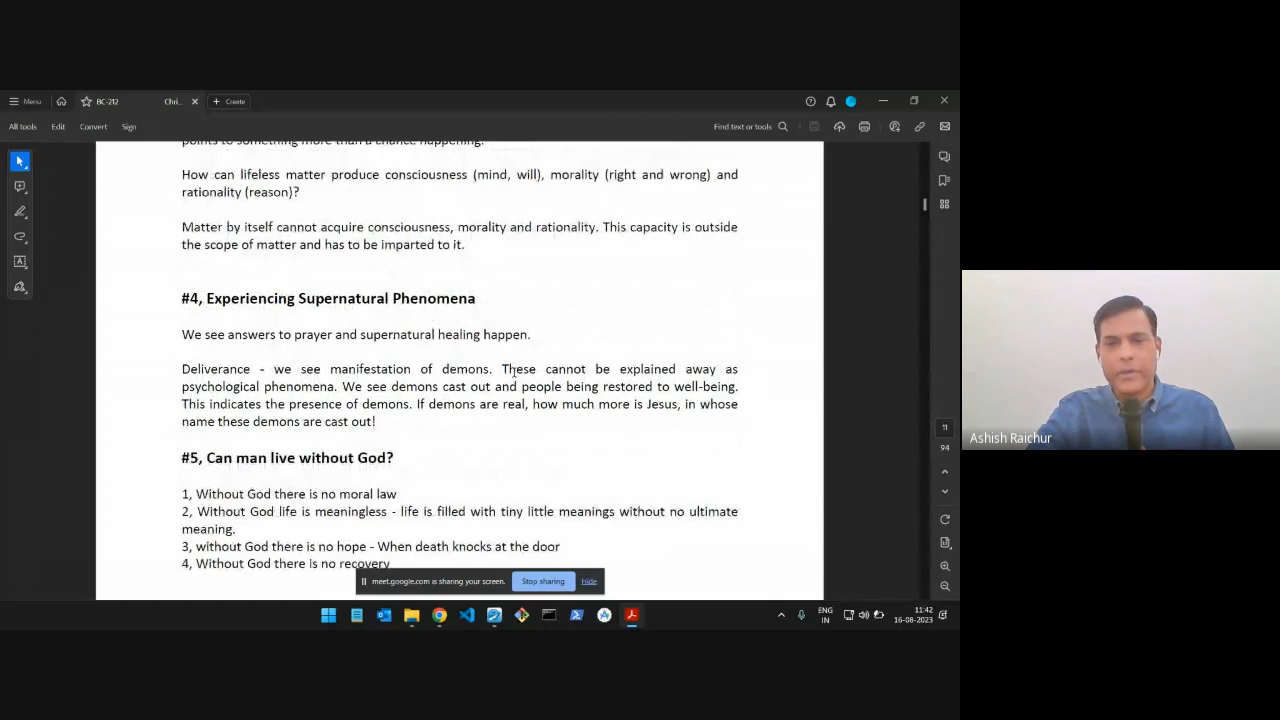 Menu
BC-212
Chri...
Create
All tools
Edit
Convert
Sign
Find text or tools
points to something more than a chance happening.
How can lifeless matter produce consciousness (mind, will), morality (right and wrong) and
rationality (reason)?
Matter by itself cannot acquire consciousness, morality and rationality. This capacity is outside
the scope of matter and has to be imparted to it.
#4, Experiencing Supernatural Phenomena
We see answers to prayer and supernatural healing happen.
Deliverance - we see manifestation of demons. These cannot be explained away as
psychological phenomena. We see demons cast out and people being restored to well-being.
This indicates the presence of demons. If demons are real, how much more is Jesus, in whose
name these demons are cast out!
#5, Can man live without God?
1, Without God there is no moral law
2, Without God life is meaningless - life is filled with tiny little meanings without no ultimate
meaning.
3, without God there is no hope - When death knocks at the door
4, Without God there is no recovery
11
94
meet.google.com is sharing your screen.
Stop sharing
Hide
ENG
IN
11:42
16-08-2023
Ashish Raichur